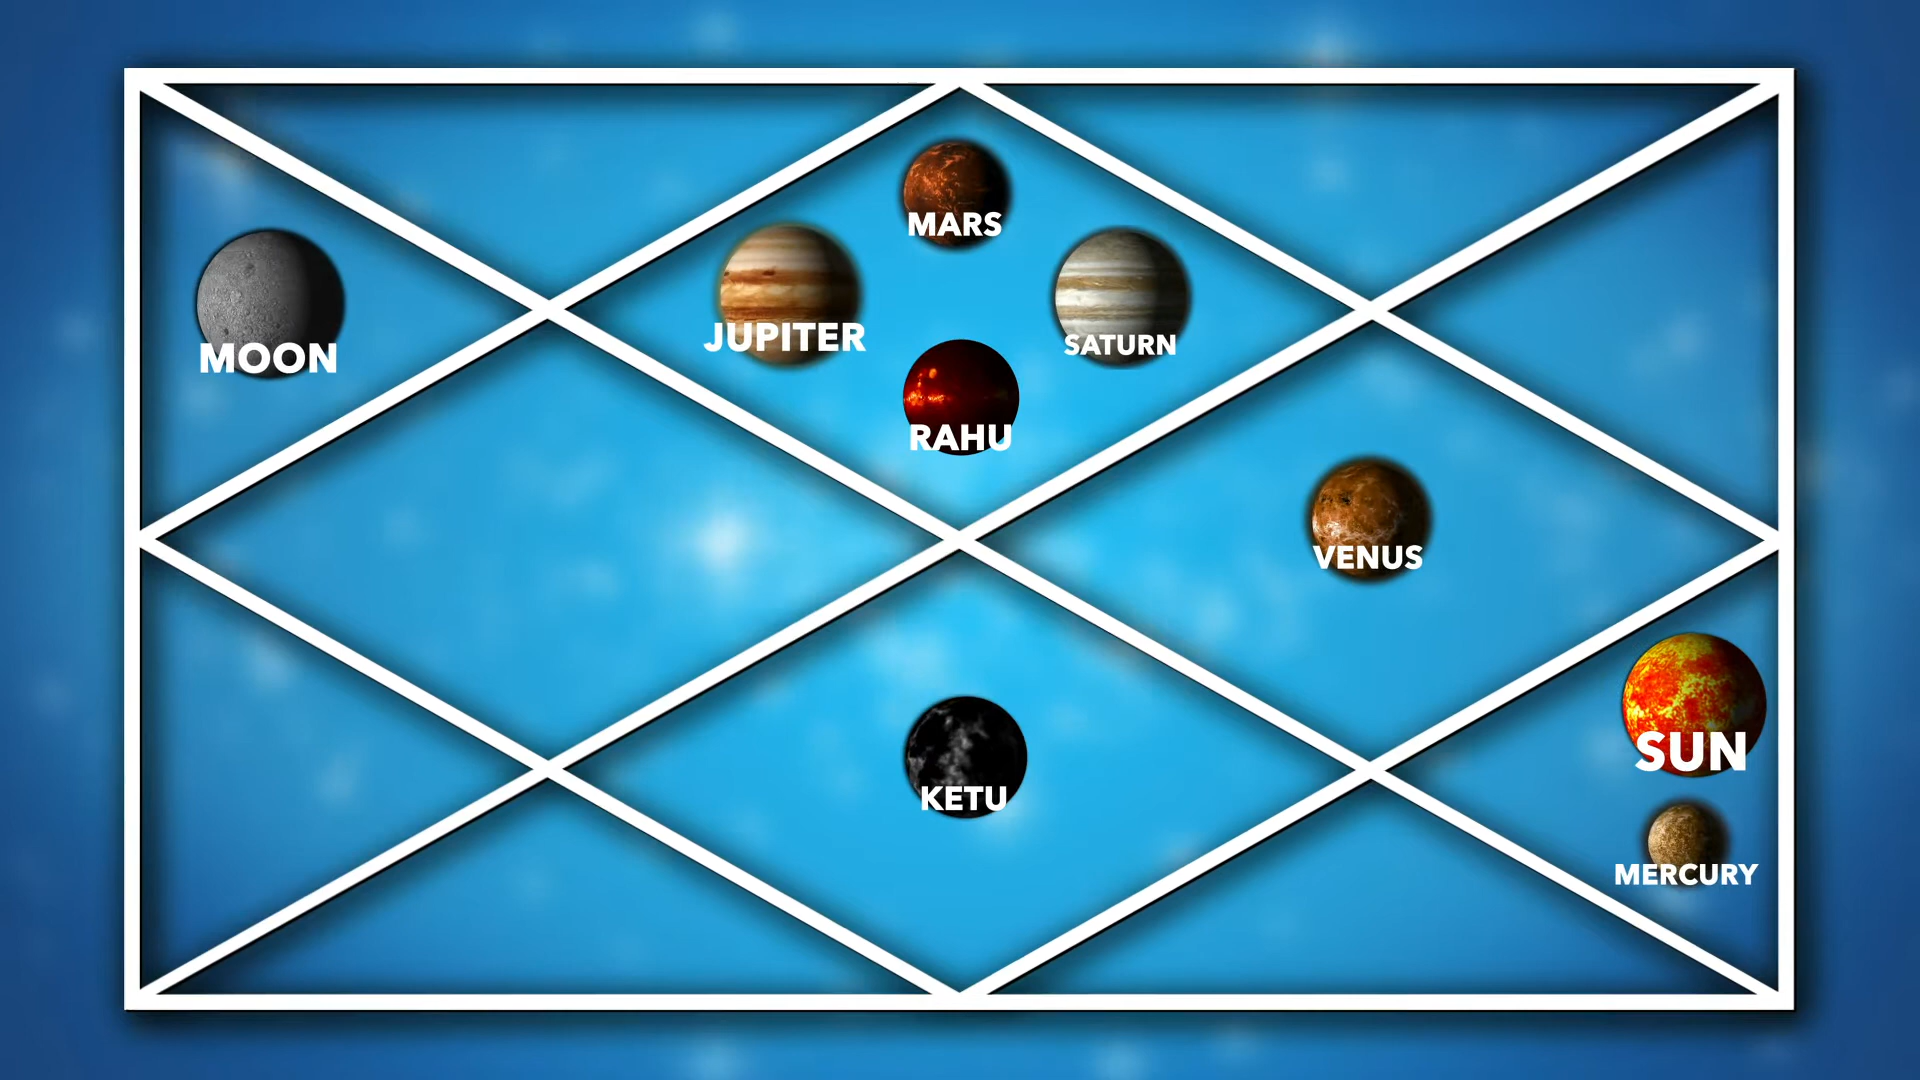 MARS
JUPITER
SATURN
MOON
RAHU
VENUS
SUN
KETU
MERCURY